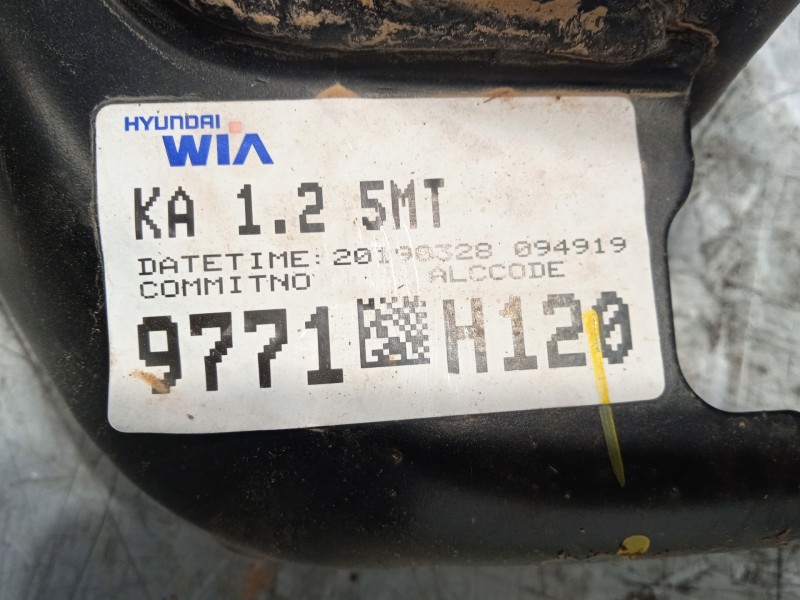 HYUNDAI
WIA
KA 1.2 5MT
DATETIME: 20190328 094919
COMMITNO ALCCODE
9771 H120